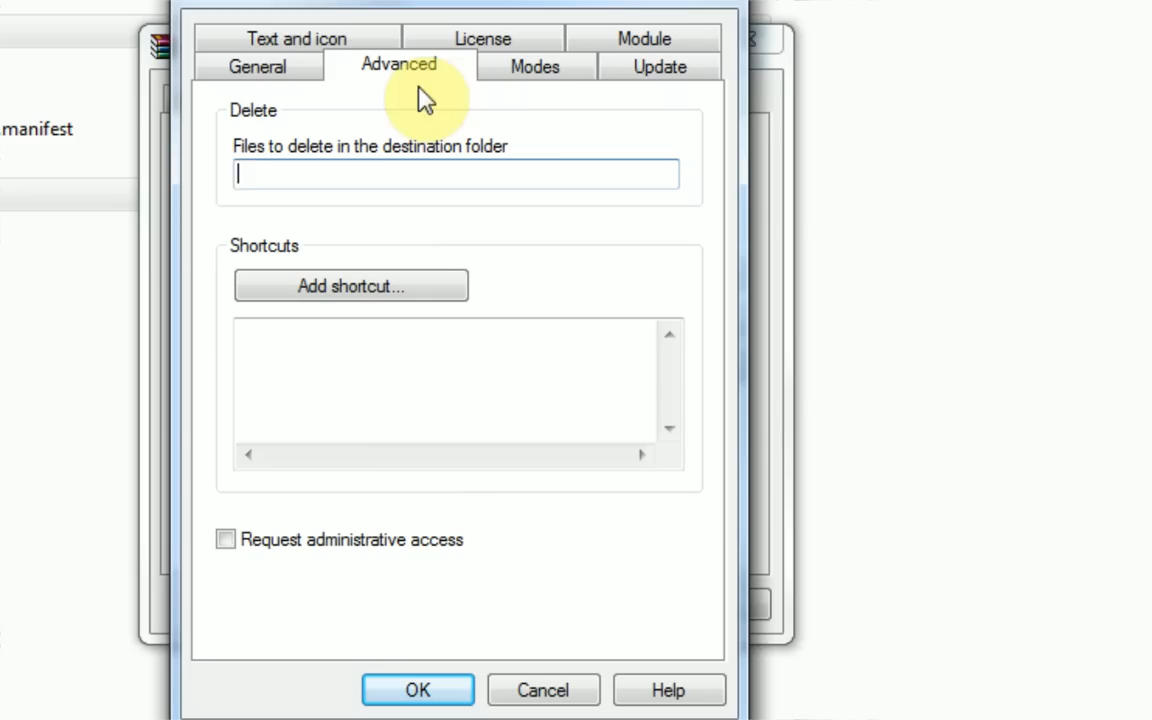 Text and icon
License
Module
General
Advanced
Modes
Update
.manifest
Delete
Files to delete in the destination folder
Shortcuts
Add shortcut...
Request administrative access
OK
Cancel
Help